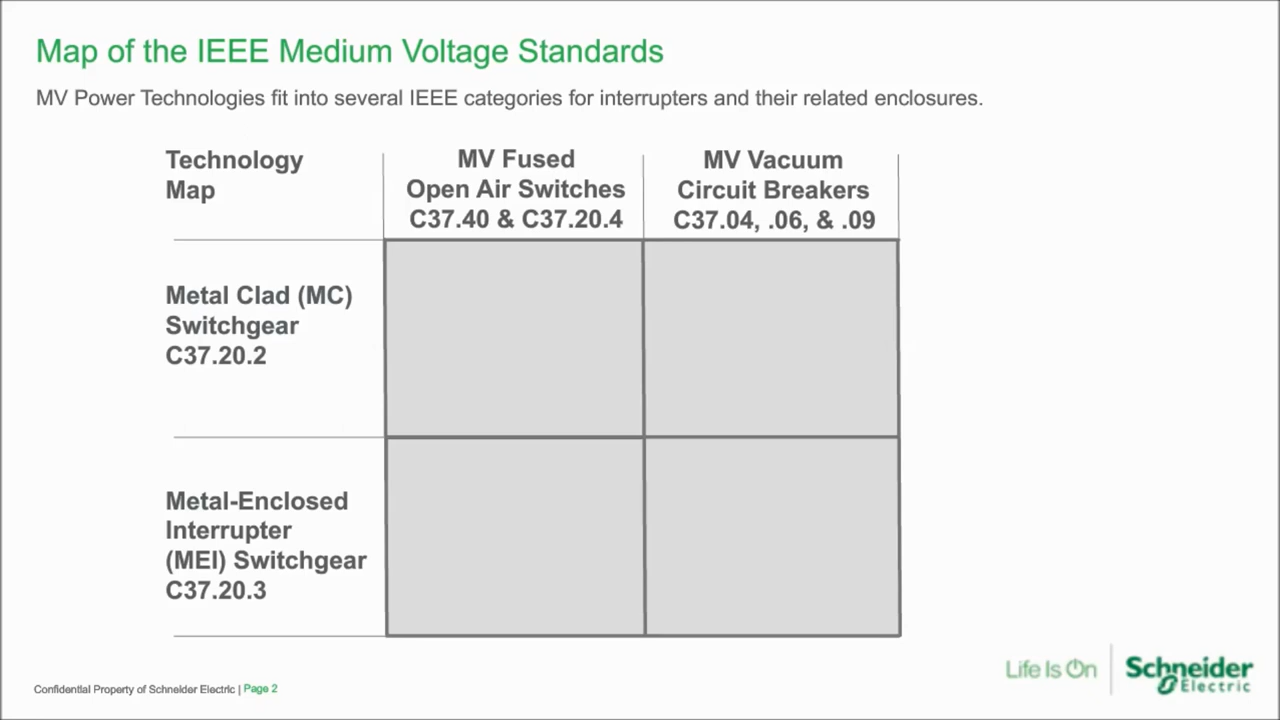 Map of the IEEE Medium Voltage Standards
MV Power Technologies fit into several IEEE categories for interrupters and their related enclosures.
Technology
Map
MV Fused
Open Air Switches
C37.40 & C37.20.4
MV Vacuum
Circuit Breakers
C37.04, .06, & .09
Metal Clad (MC)
Switchgear
C37.20.2
Metal-Enclosed
Interrupter
(MEI) Switchgear
C37.20.3
Confidential Property of Schneider Electric | Page 2
Life Is On
Schneider
Electric